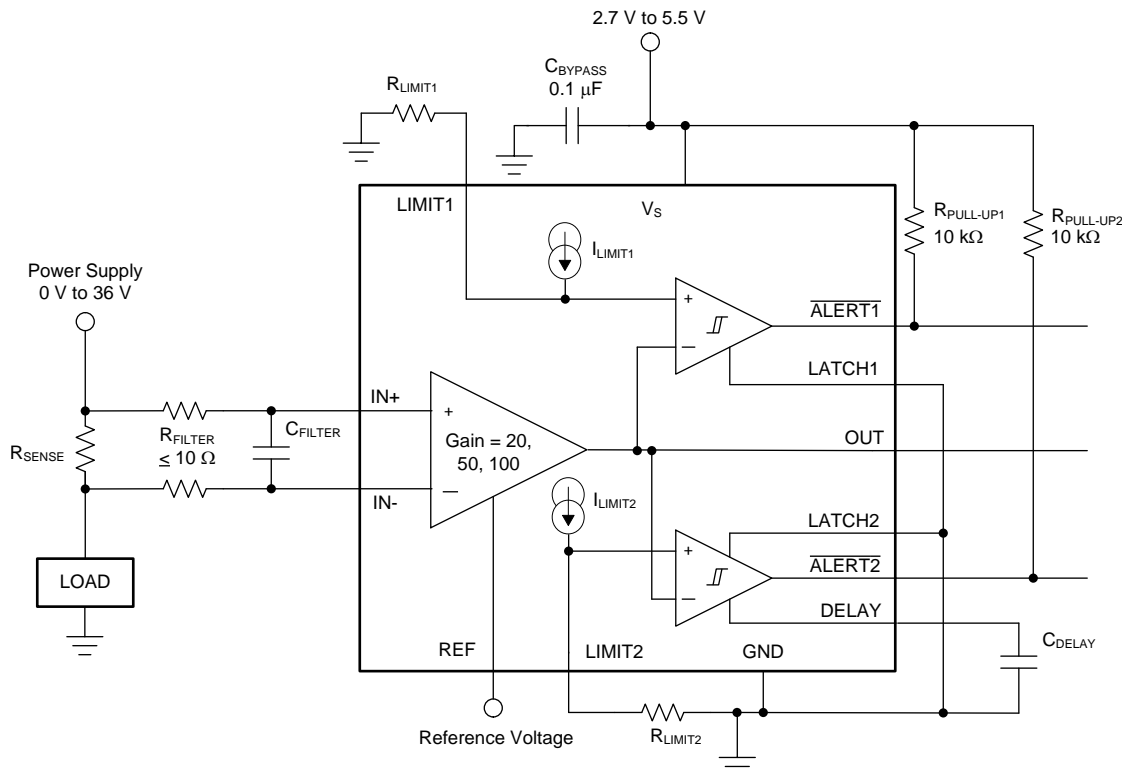 2.7 V to 5.5 V
CBYPASS
0.1 μF
RLIMIT1
LIMIT1
VS
RPULL-UP1
10 kΩ
RPULL-UP2
10 kΩ
ILIMIT1
Power Supply
0 V to 36 V
+
−
ALERT1
LATCH1
IN+
+
RFILTER
≤ 10 Ω
CFILTER
RSENSE
Gain = 20,
50, 100
OUT
−
IN-
ILIMIT2
LATCH2
+
−
ALERT2
LOAD
DELAY
REF
LIMIT2
GND
CDELAY
Reference Voltage
RLIMIT2